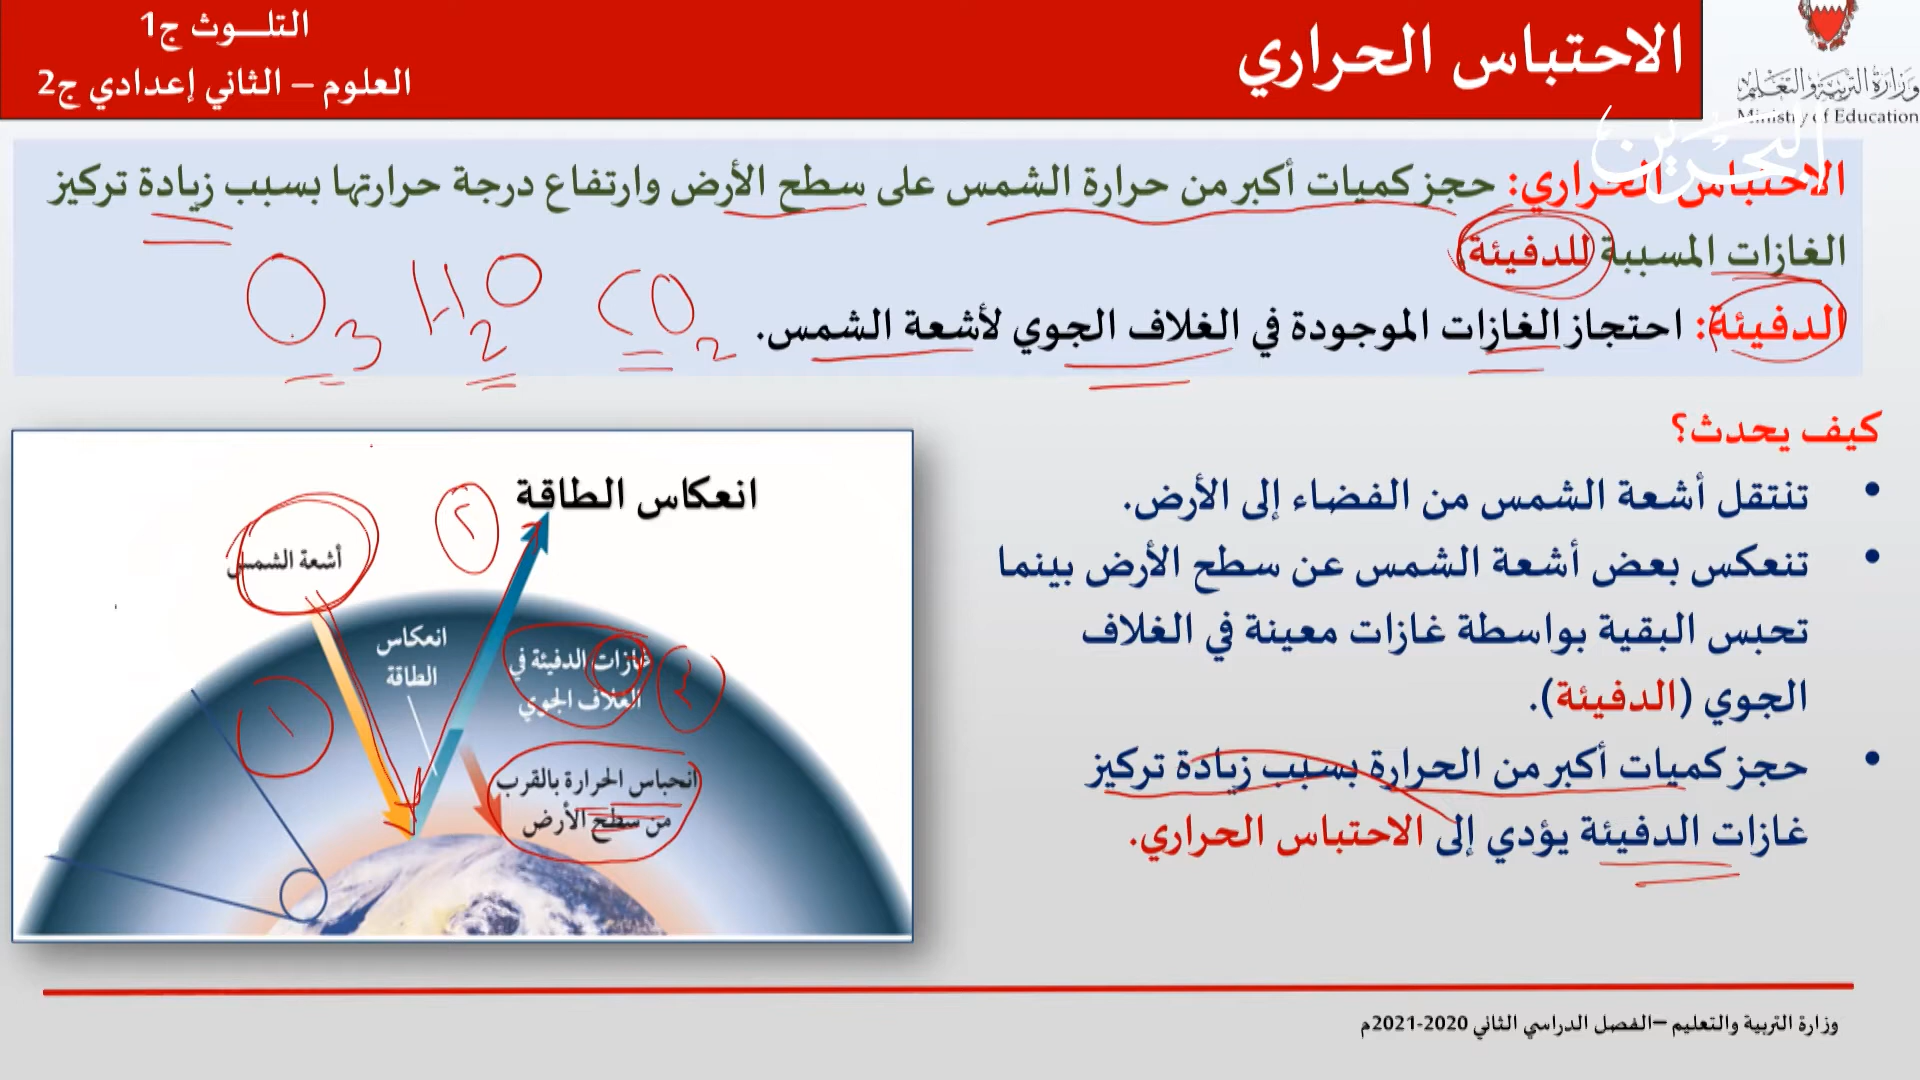 الاحتباس الحراري
التلـــوث ج1
العلوم – الثاني إعدادي ج2
وزارة التربية والتعليم
Ministry of Education
البحرين
الاحتباس الحراري: حجز كميات أكبر من حرارة الشمس على سطح الأرض وارتفاع درجة حرارتها بسبب زيادة تركيز
الغازات المسببة للدفيئة
الدفيئة: احتجاز الغازات الموجودة في الغلاف الجوي لأشعة الشمس.
O3 H2O CO2
كيف يحدث؟
• تنتقل أشعة الشمس من الفضاء إلى الأرض.
• تنعكس بعض أشعة الشمس عن سطح الأرض بينما
تحبس البقية بواسطة غازات معينة في الغلاف
الجوي (الدفيئة).
• حجز كميات أكبر من الحرارة بسبب زيادة تركيز
غازات الدفيئة يؤدي إلى الاحتباس الحراري.
انعكاس الطاقة
أشعة الشمس
٢
انعكاس
الطاقة
غازات الدفيئة في
الغلاف الجوي
٣
١
انحباس الحرارة بالقرب
من سطح الأرض
وزارة التربية والتعليم –الفصل الدراسي الثاني 2020-2021م